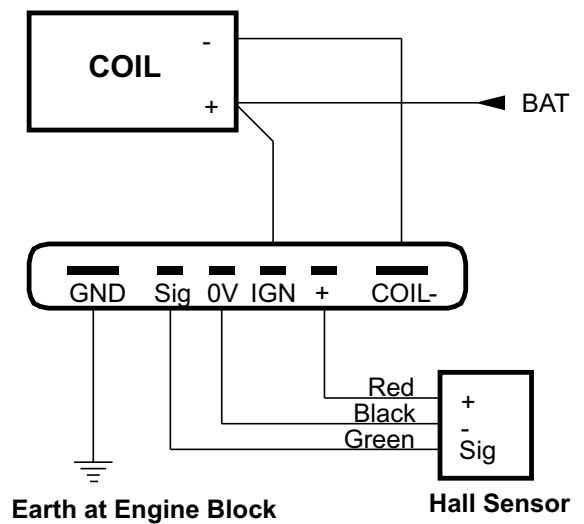 -
COIL
+
BAT
GND Sig 0V IGN + COIL-
Red
Black
Green
+
-
Sig
Earth at Engine Block
Hall Sensor